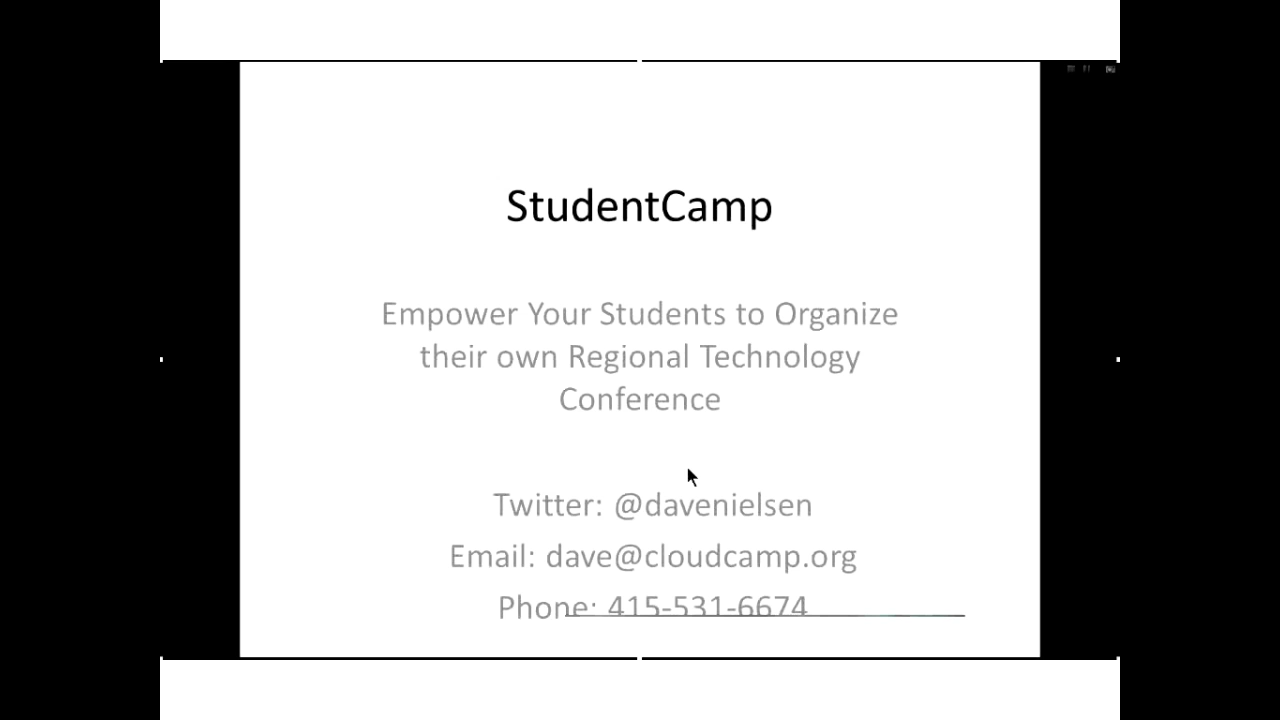 StudentCamp
Empower Your Students to Organize
their own Regional Technology
Conference
Twitter: @davenielsen
Email: dave@cloudcamp.org
Phone: 415-531-6674